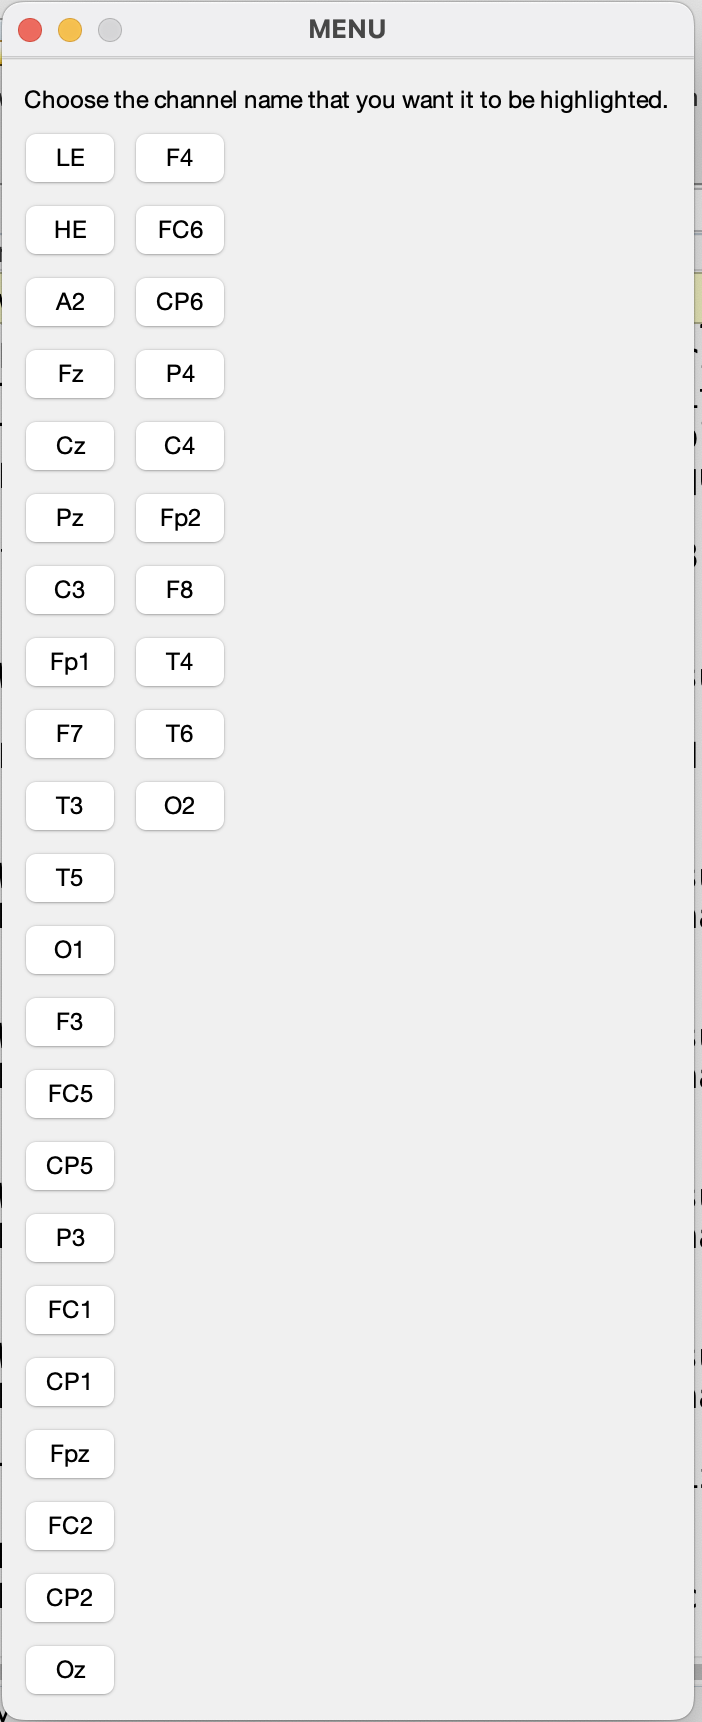 MENU
Choose the channel name that you want it to be highlighted.
LE F4
HE FC6
A2 CP6
Fz P4
Cz C4
Pz Fp2
C3 F8
Fp1 T4
F7 T6
T3 O2
T5
O1
F3
FC5
CP5
P3
FC1
CP1
Fpz
FC2
CP2
Oz